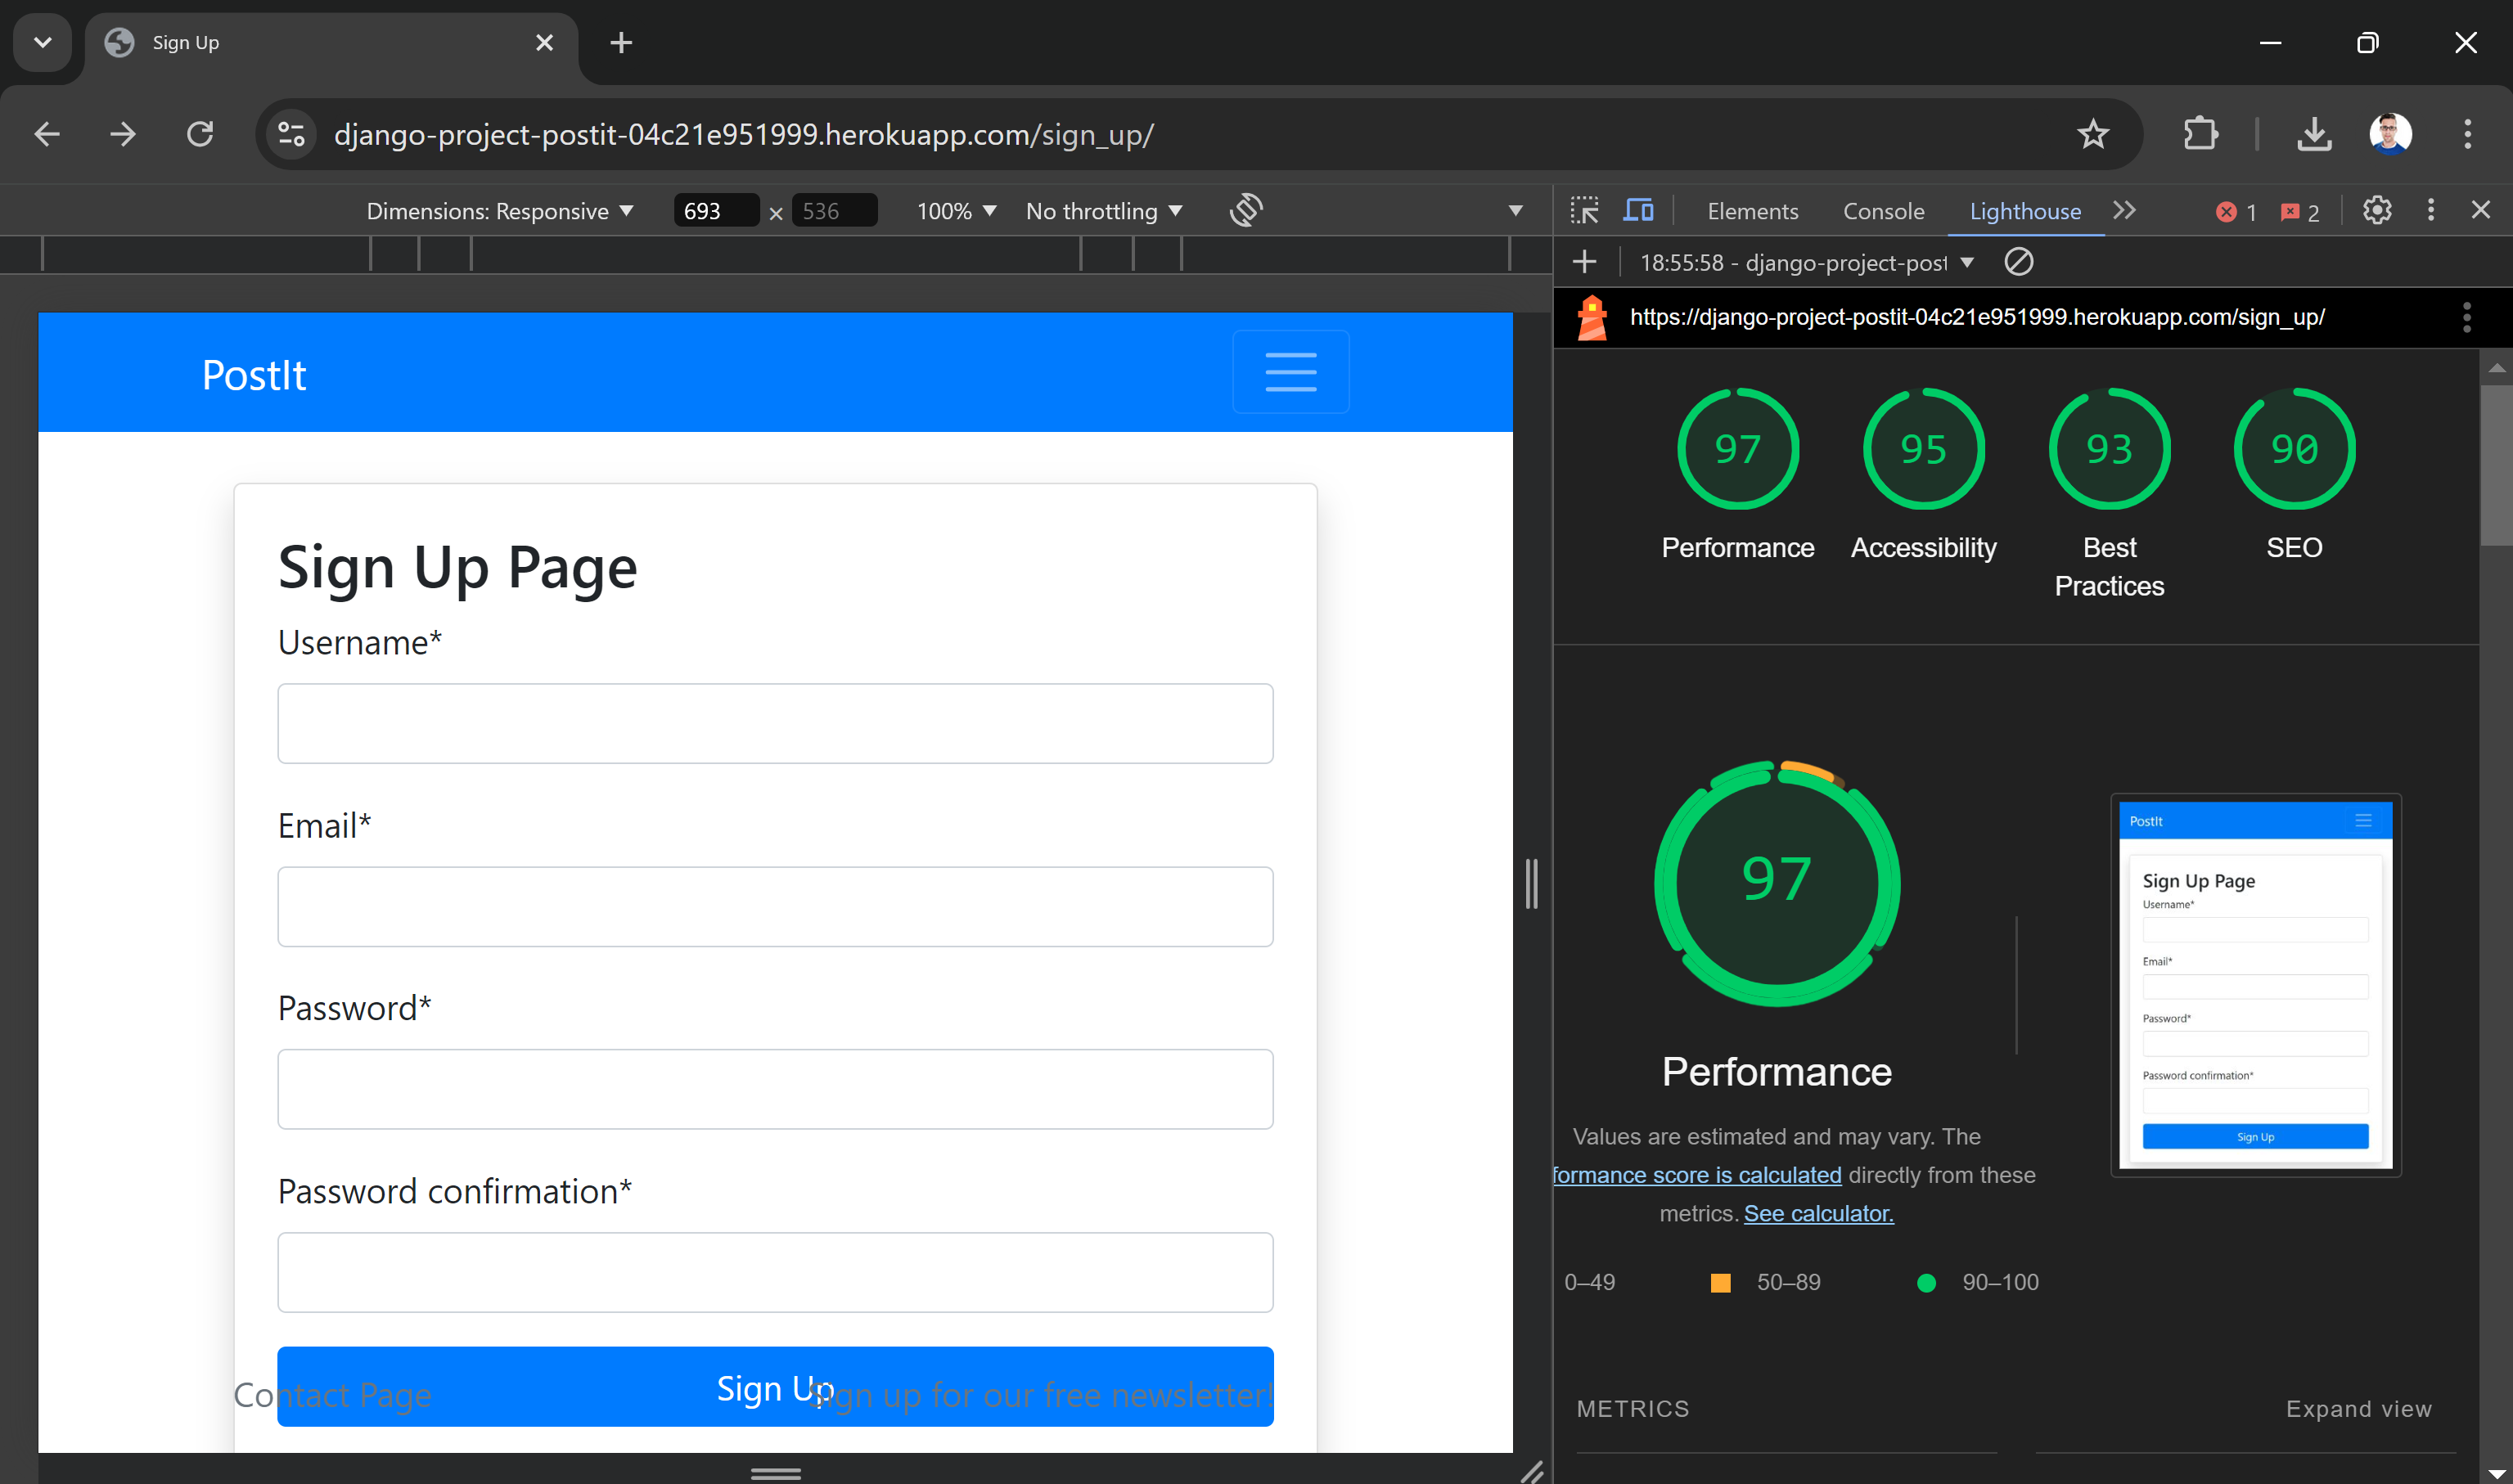 Sign Up
django-project-postit-04c21e951999.herokuapp.com/sign_up/
Dimensions: Responsive 693 × 536 100% No throttling
Elements Console Lighthouse 1 2
18:55:58 - django-project-post
https://django-project-postit-04c21e951999.herokuapp.com/sign_up/
PostIt
Sign Up Page
Username*
Email*
Password*
Password confirmation*
Sign Up
Contact Page Sign up for our free newsletter!
97 95 93 90
Performance Accessibility Best Practices SEO
97
Performance
Values are estimated and may vary. The
formance score is calculated directly from these
metrics. See calculator.
0–49 50–89 90–100
METRICS Expand view
PostIt
Sign Up Page
Username*
Email*
Password*
Password confirmation*
Sign Up